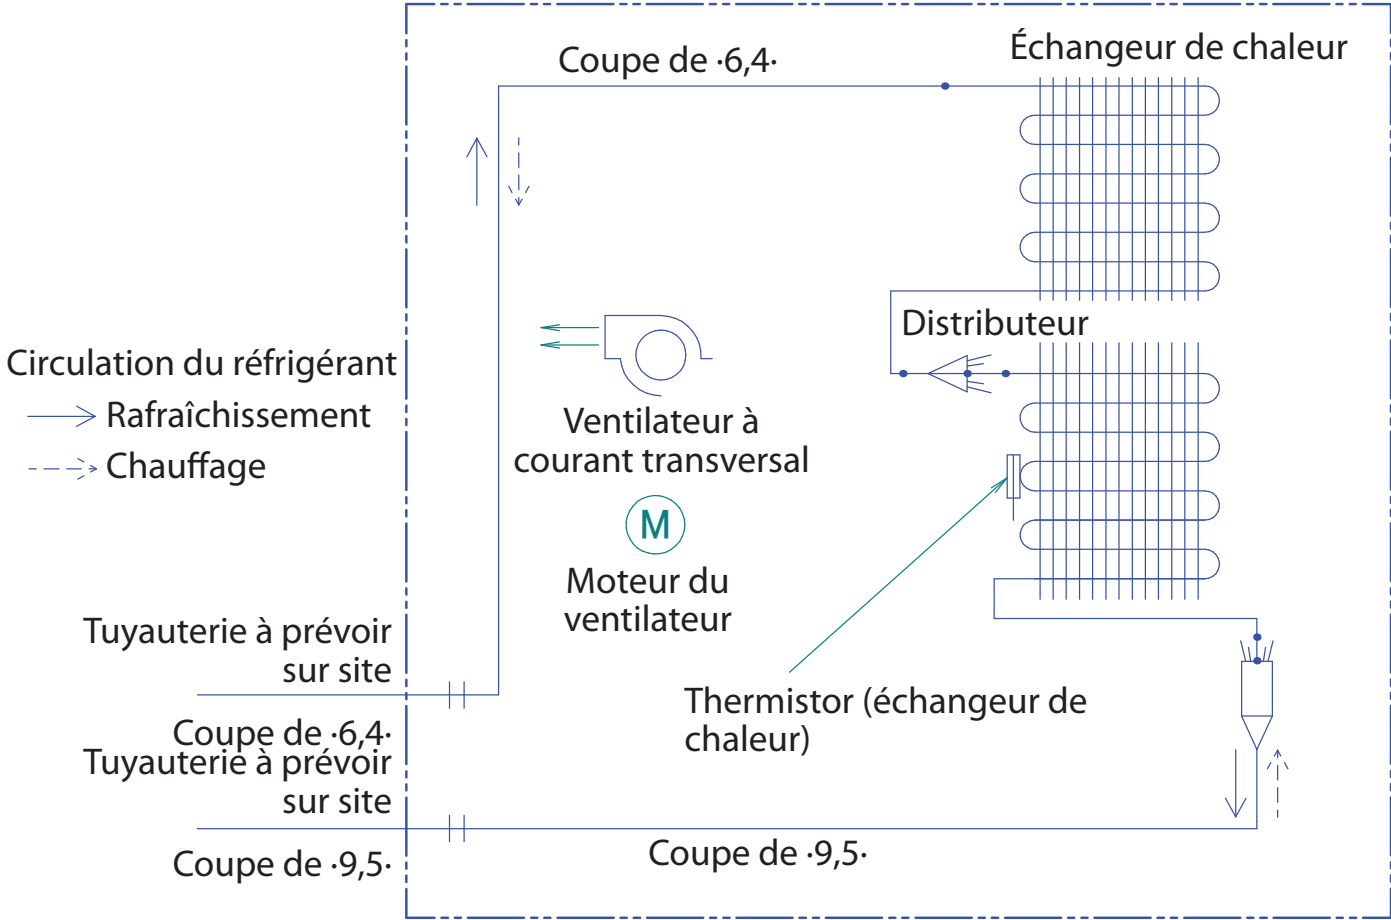 Coupe de ·6,4·
Échangeur de chaleur
Distributeur
Circulation du réfrigérant
Rafraîchissement
Chauffage
Ventilateur à
courant transversal
M
Moteur du
ventilateur
Tuyauterie à prévoir
sur site
Coupe de ·6,4·
Thermistor (échangeur de
chaleur)
Tuyauterie à prévoir
sur site
Coupe de ·9,5·
Coupe de ·9,5·